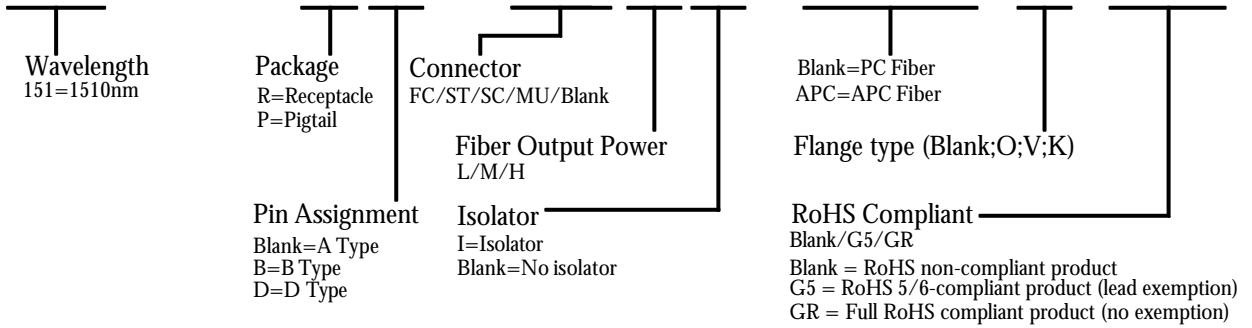 Wavelength
151=1510nm
Package
R=Receptacle
P=Pigtail
Connector
FC/ST/SC/MU/Blank
Blank=PC Fiber
APC=APC Fiber
Fiber Output Power
L/M/H
Flange type (Blank;O;V;K)
Pin Assignment
Blank=A Type
B=B Type
D=D Type
Isolator
I=Isolator
Blank=No isolator
RoHS Compliant
Blank/G5/GR
Blank = RoHS non-compliant product
G5 = RoHS 5/6-compliant product (lead exemption)
GR = Full RoHS compliant product (no exemption)